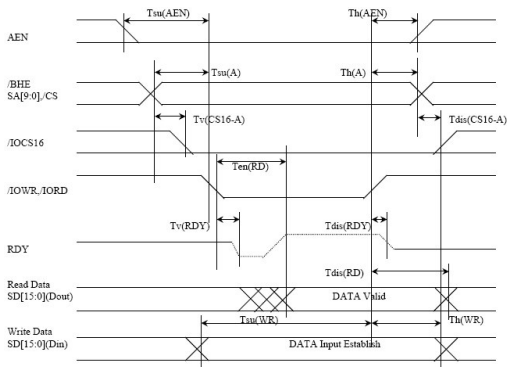 Tsu(AEN)
Th(AEN)
AEN
Tsu(A)
Th(A)
/BHE
SA[9:0],/CS
Tv(CS16-A)
Tdis(CS16-A)
/IOCS16
Ten(RD)
/IOWR,/IORD
Tv(RDY)
Tdis(RDY)
RDY
Tdis(RD)
Read Data
SD[15:0](Dout)
DATA Valid
Tsu(WR)
Th(WR)
Write Data
SD[15:0](Din)
DATA Input Establish